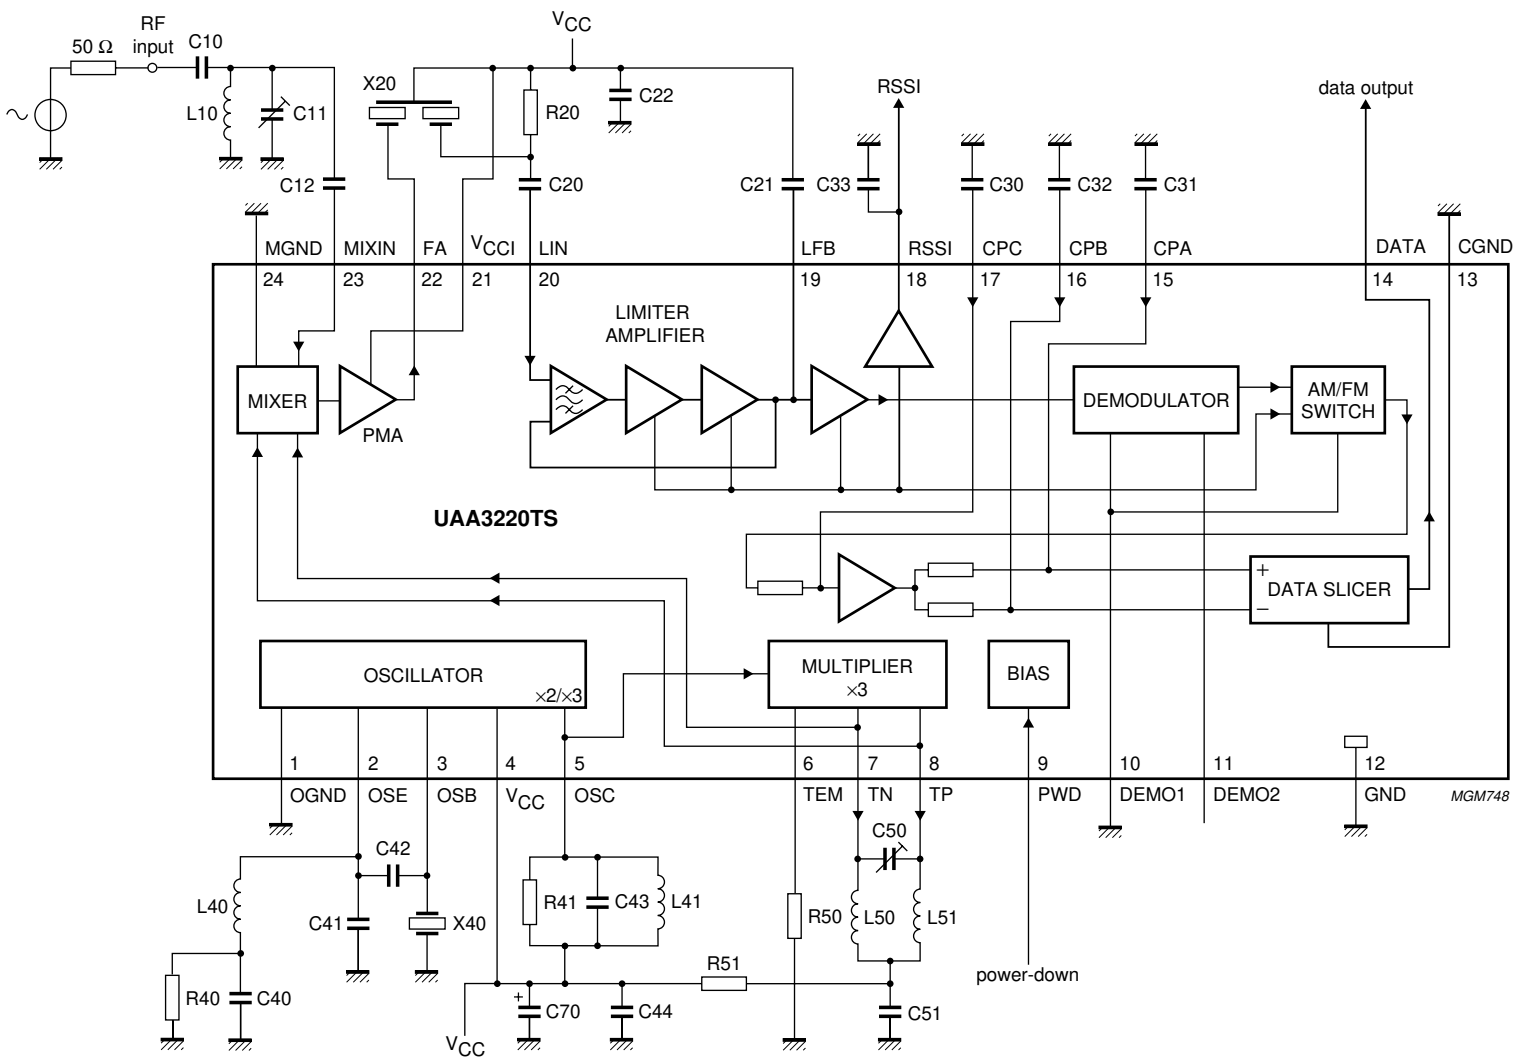 VCC
RF
input
50 Ω
C10
X20
L10
C11
R20
C22
RSSI
data output
C12
C20
C21
C33
C30
C32
C31
MGND
MIXIN
FA
VCCI
LIN
LFB
RSSI
CPC
CPB
CPA
DATA
CGND
24
23
22
21
20
19
18
17
16
15
14
13
LIMITER
AMPLIFIER
MIXER
PMA
DEMODULATOR
AM/FM
SWITCH
UAA3220TS
+
DATA SLICER
−
OSCILLATOR
×2/×3
MULTIPLIER
×3
BIAS
1
2
3
4
5
6
7
8
9
10
11
12
OGND
OSE
OSB
VCC
OSC
TEM
TN
TP
PWD
DEMO1
DEMO2
GND
MGM748
C42
C50
L40
C41
X40
R41
C43
L41
R50
L50
L51
R51
power-down
R40
C40
+
C70
C44
C51
VCC